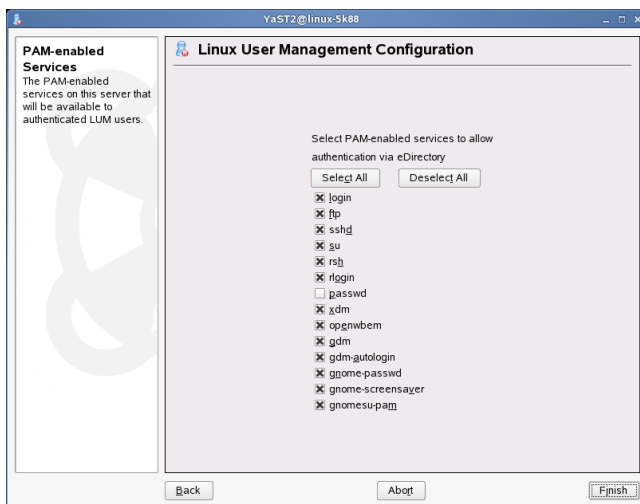 YaST2@linux-5k88
PAM-enabled
Services
The PAM-enabled
services on this server that
will be available to
authenticated LUM users.
Linux User Management Configuration
Select PAM-enabled services to allow
authentication via eDirectory
Select All Deselect All
login
ftp
sshd
su
rsh
rlogin
passwd
xdm
openwbem
gdm
gdm-autologin
gnome-passwd
gnome-screensaver
gnomesu-pam
Back Abort Finish